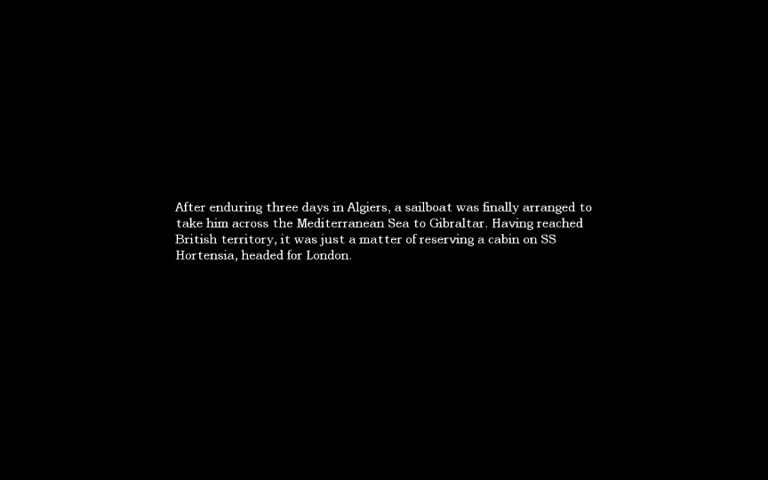 After enduring three days in Algiers, a sailboat was finally arranged to
take him across the Mediterranean Sea to Gibraltar. Having reached
British territory, it was just a matter of reserving a cabin on SS
Hortensia, headed for London.